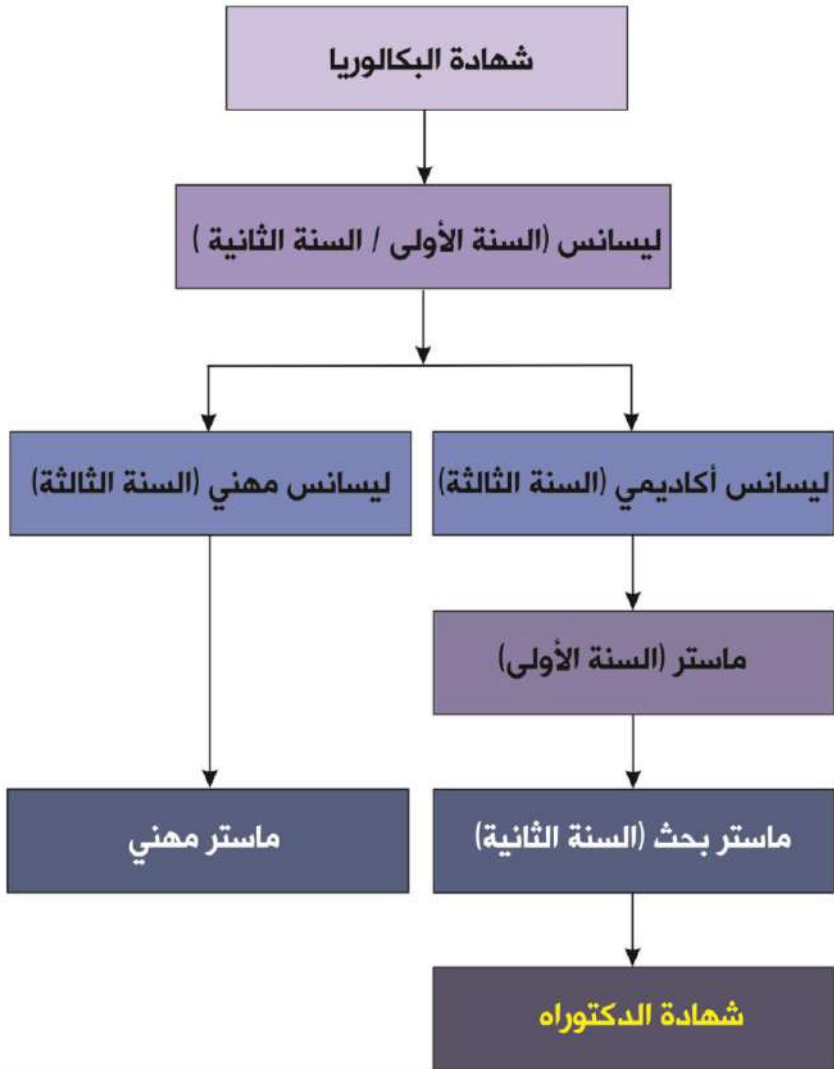 شهادة البكالوريا
ليسانس (السنة الأولى / السنة الثانية )
ليسانس أكاديمي (السنة الثالثة)
ليسانس مهني (السنة الثالثة)
ماستر (السنة الأولى)
ماستر بحث (السنة الثانية)
ماستر مهني
شهادة الدكتوراه